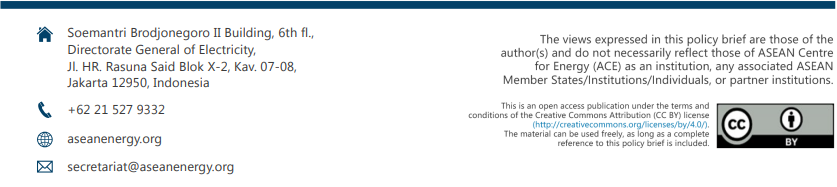 Soemantri Brodjonegoro II Building, 6th fl.,
Directorate General of Electricity,
Jl. HR. Rasuna Said Blok X-2, Kav. 07-08,
Jakarta 12950, Indonesia
+62 21 527 9332
aseanenergy.org
secretariat@aseanenergy.org
The views expressed in this policy brief are those of the
author(s) and do not necessarily reflect those of ASEAN Centre
for Energy (ACE) as an institution, any associated ASEAN
Member States/Institutions/Individuals, or partner institutions.
This is an open access publication under the terms and
conditions of the Creative Commons Attribution (CC BY) license
(http://creativecommons.org/licenses/by/4.0/).
The material can be used freely, as long as a complete
reference to this policy brief is included.
cc
BY